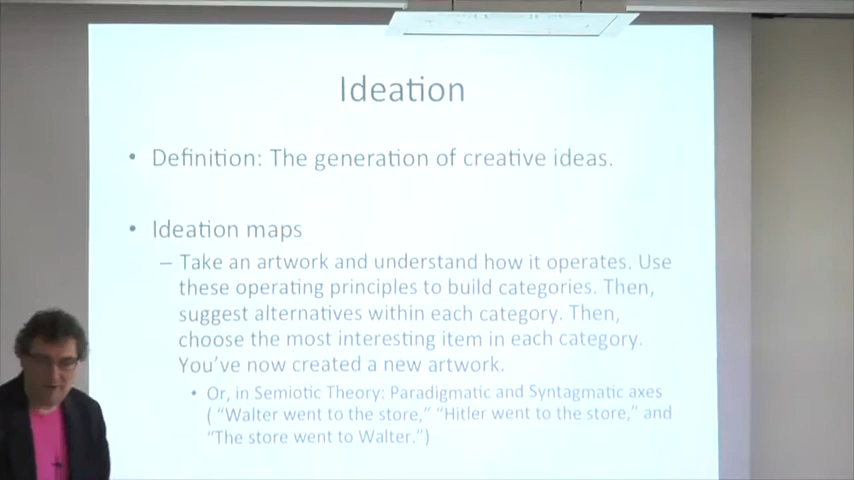 Ideation
• Definition: The generation of creative ideas.
• Ideation maps
– Take an artwork and understand how it operates. Use
these operating principles to build categories. Then,
suggest alternatives within each category. Then,
choose the most interesting item in each category.
You've now created a new artwork.
• Or, in Semiotic Theory: Paradigmatic and Syntagmatic axes
( "Walter went to the store," "Hitler went to the store," and
"The store went to Walter.")